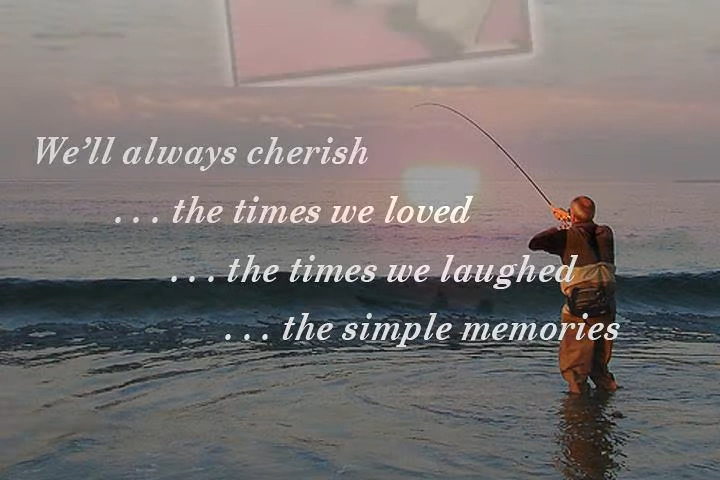 We’ll always cherish
. . . the times we loved
. . . the times we laughed
. . . the simple memories